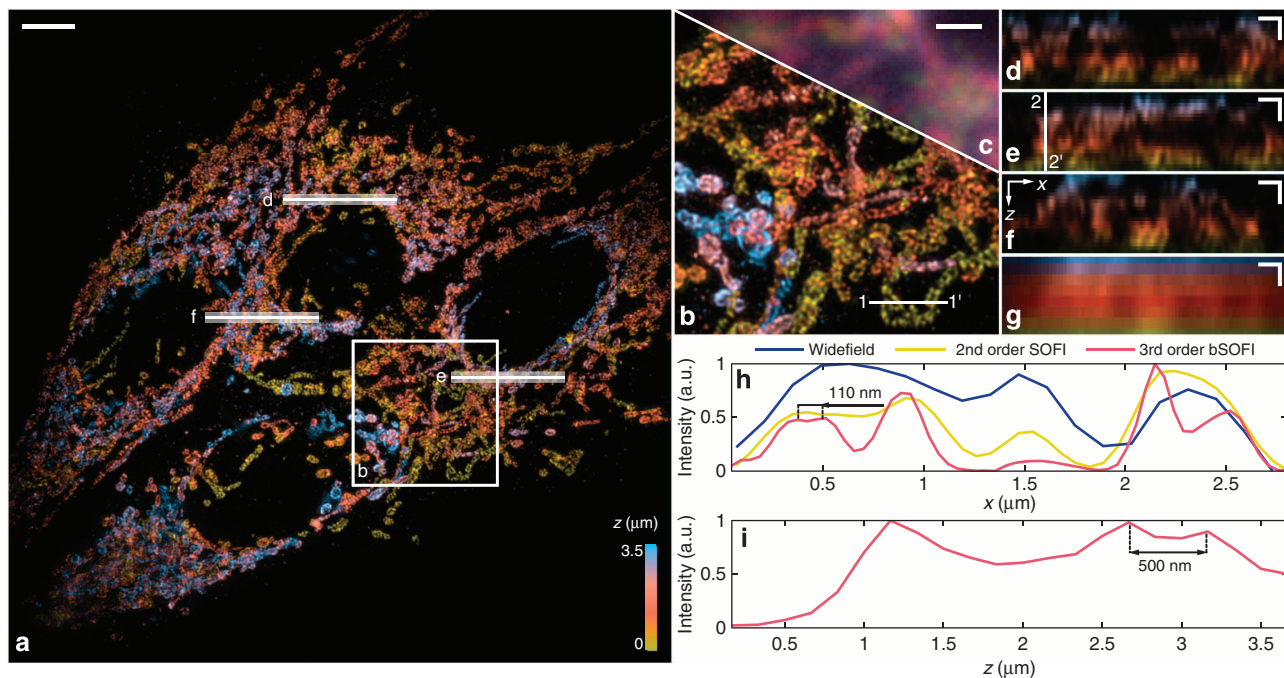 a
d
f
e
b
z (μm)
3.5
0
b
c
1 1'
d
2
e
2'
x
z
f
g
Widefield 2nd order SOFI 3rd order bSOFI
h
Intensity (a.u.)
1
0.5
0
110 nm
0.5 1 1.5 2 2.5
x (μm)
i
Intensity (a.u.)
1
0.5
0
500 nm
0.5 1 1.5 2 2.5 3 3.5
z (μm)